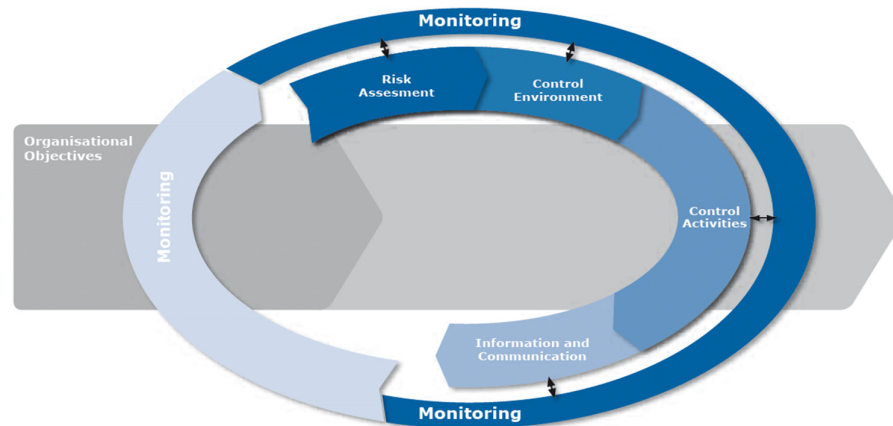 Monitoring
Risk
Assesment
Control
Environment
Organisational
Objectives
Monitoring
Control
Activities
Information and
Communication
Monitoring